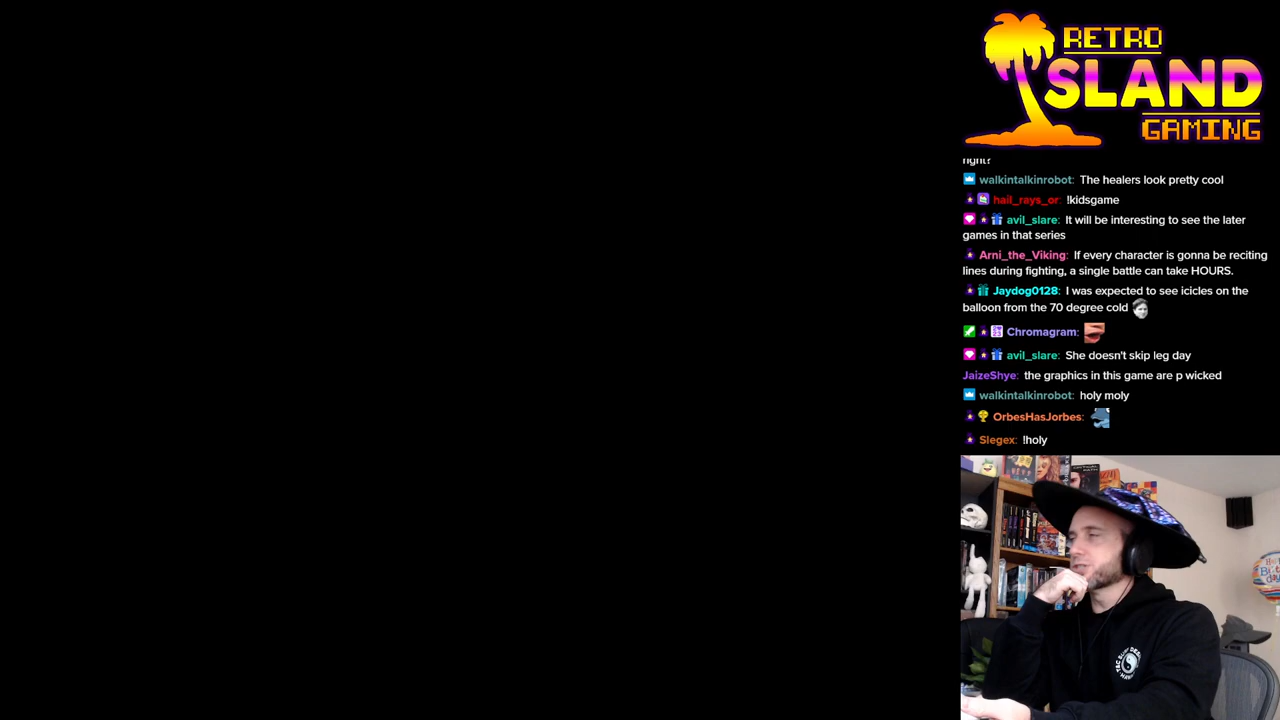 RETRO
ISLAND
GAMING
right?
walkintalkinrobot: The healers look pretty cool
hail_rays_or: !kidsgame
avil_slare: It will be interesting to see the later
games in that series
Arni_the_Viking: If every character is gonna be reciting
lines during fighting, a single battle can take HOURS.
Jaydog0128: I was expected to see icicles on the
balloon from the 70 degree cold
Chromagram:
avil_slare: She doesn't skip leg day
JaizeShye: the graphics in this game are p wicked
walkintalkinrobot: holy moly
OrbesHasJorbes:
Slegex: !holy